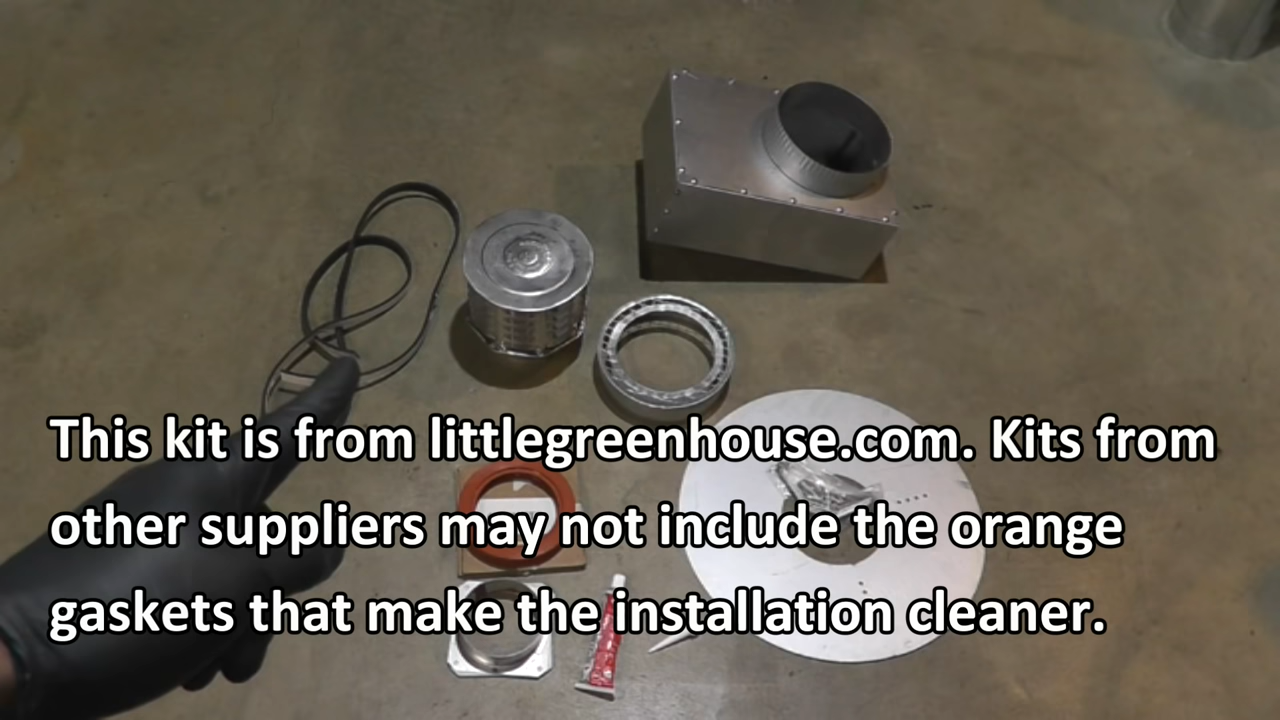 This kit is from littlegreenhouse.com. Kits from
other suppliers may not include the orange
gaskets that make the installation cleaner.